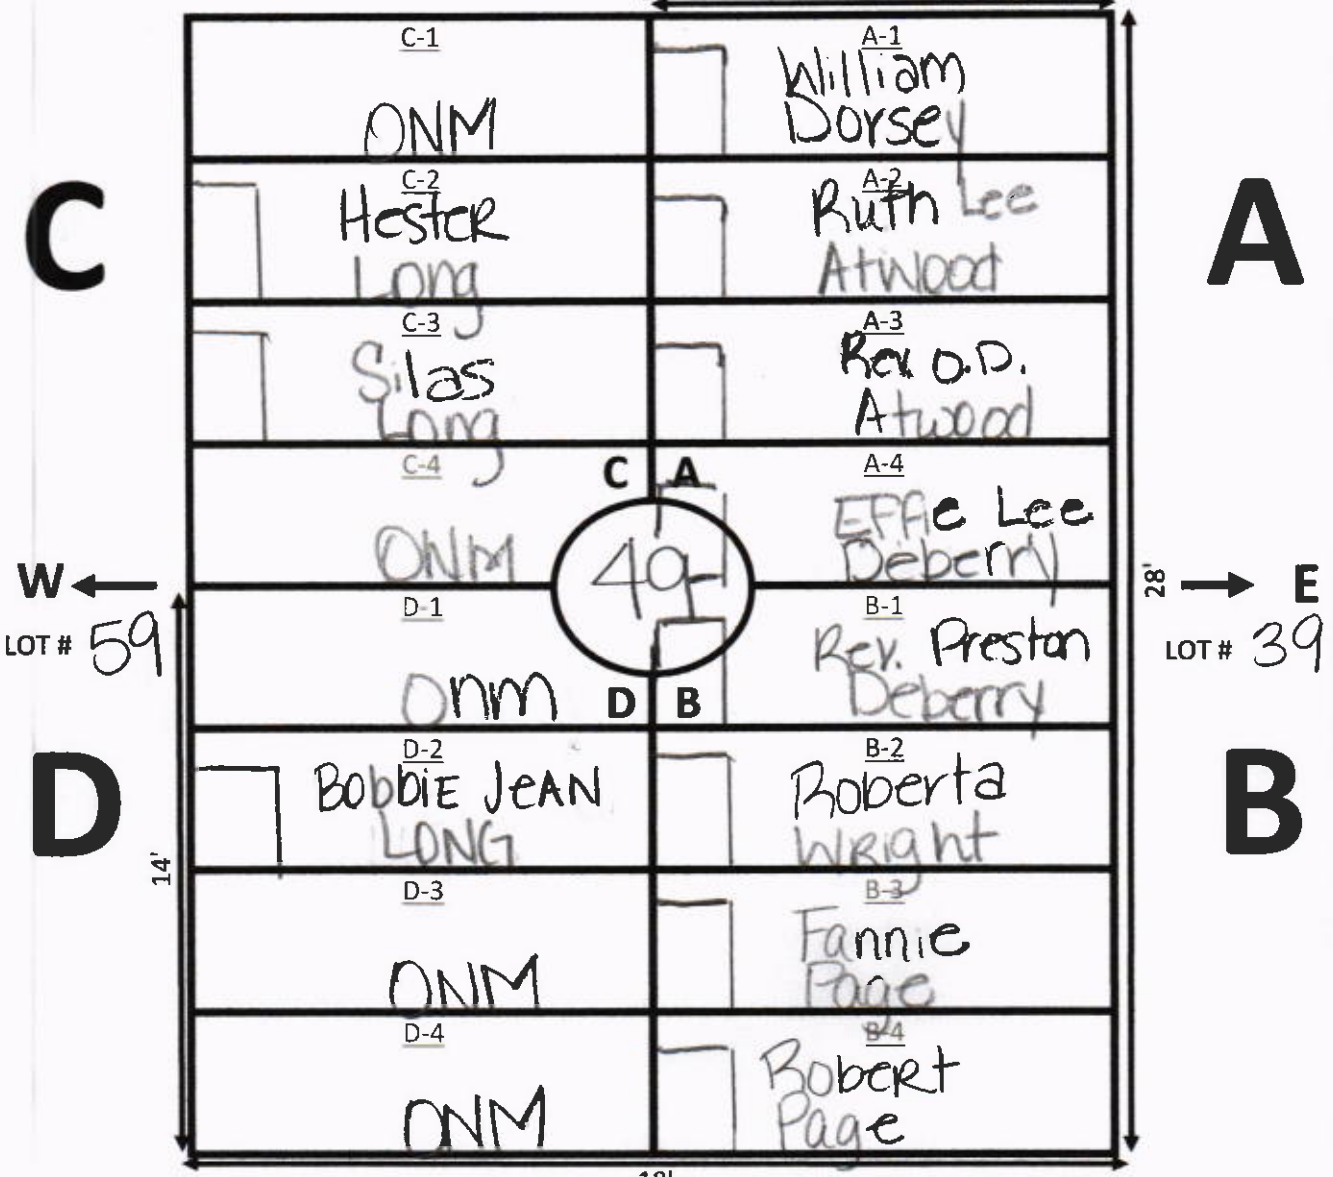 C-1
ONM
A-1
William
Dorsey
C-2
Hester
Long
A-2
Ruth Lee
Atwood
C-3
Silas
Long
A-3
Rev. O.D.
Atwood
C-4
ONM
A-4
Effie Lee
Deberry
C A
49
D B
D-1
Onm
B-1
Rev. Preston
Deberry
D-2
Bobbie Jean
Long
B-2
Roberta
Wright
D-3
ONM
B-3
Fannie
Page
D-4
ONM
B-4
Robert
Page
C
A
W
LOT # 59
28'
E
LOT # 39
D
14'
B